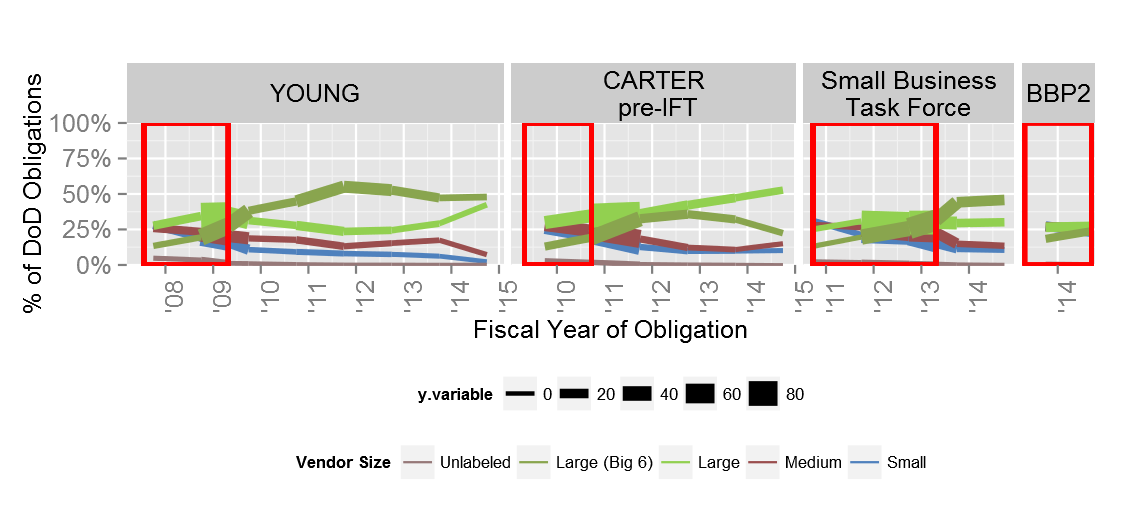 YOUNG
CARTER
pre-IFT
Small Business
Task Force
BBP2
% of DoD Obligations
100%
75%
50%
25%
0%
'08 '09 '10 '11 '12 '13 '14 '15
'10 '11 '12 '13 '14 '15
'11 '12 '13 '14
'14
Fiscal Year of Obligation
y.variable 0 20 40 60 80
Vendor Size Unlabeled Large (Big 6) Large Medium Small